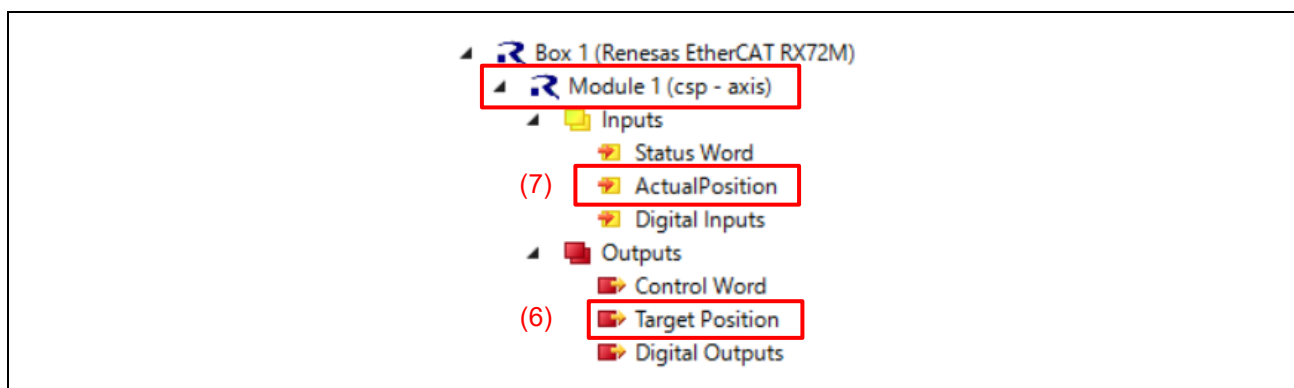 Box 1 (Renesas EtherCAT RX72M)
Module 1 (csp - axis)
Inputs
Status Word
(7) ActualPosition
Digital Inputs
Outputs
Control Word
(6) Target Position
Digital Outputs